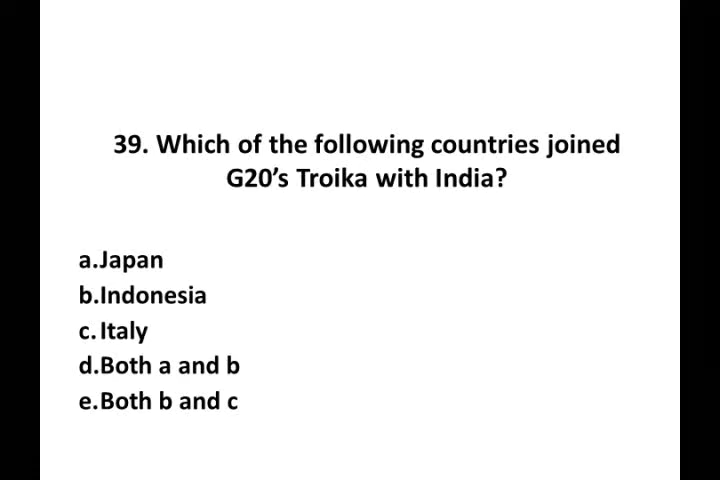 39. Which of the following countries joined
G20’s Troika with India?
a.Japan
b.Indonesia
c.Italy
d.Both a and b
e.Both b and c